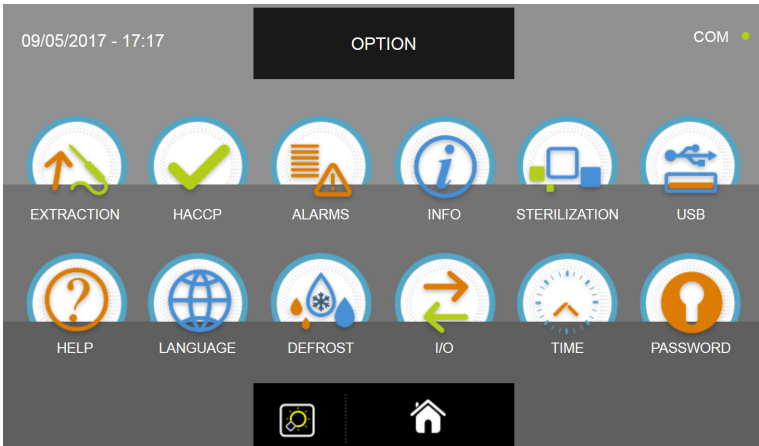 09/05/2017 - 17:17
OPTION
COM
EXTRACTION
HACCP
ALARMS
INFO
STERILIZATION
USB
HELP
LANGUAGE
DEFROST
I/O
TIME
PASSWORD